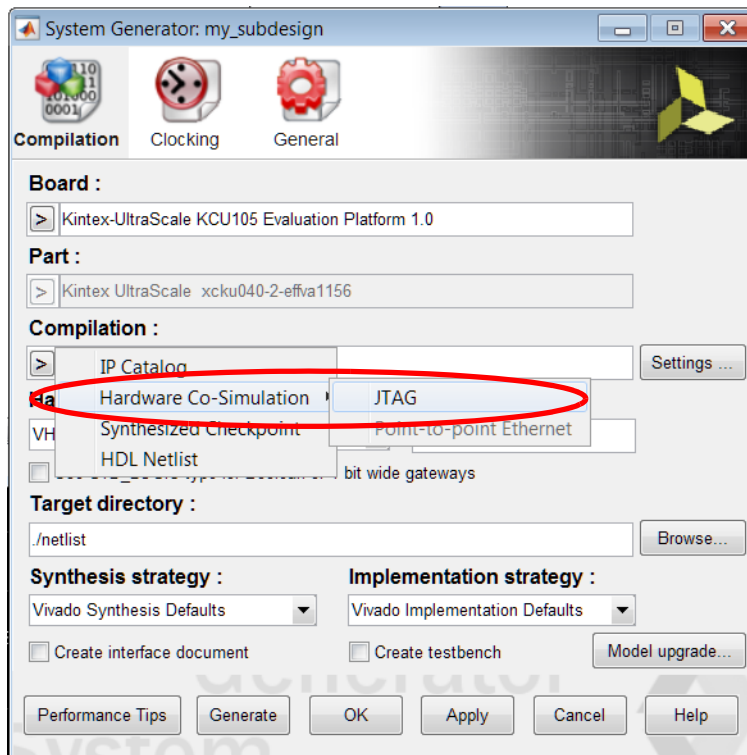 System Generator: my_subdesign
Compilation Clocking General
Board :
> Kintex-UltraScale KCU105 Evaluation Platform 1.0
Part :
> Kintex UltraScale xcku040-2-effva1156
Compilation :
> IP Catalog Settings ...
Ha Hardware Co-Simulation JTAG
VH Synthesized Checkpoint Point-to-point Ethernet
HDL Netlist
bit wide gateways
Target directory :
./netlist Browse...
Synthesis strategy : Implementation strategy :
Vivado Synthesis Defaults Vivado Implementation Defaults
Create interface document Create testbench Model upgrade...
Performance Tips Generate OK Apply Cancel Help
System